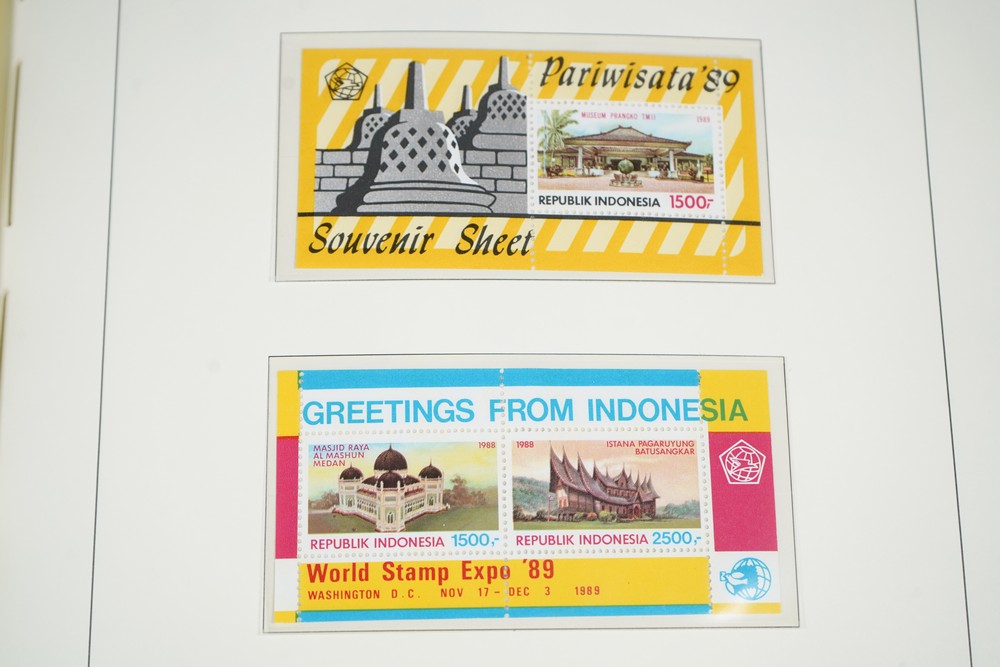 Pariwisata '89
MUSEUM PRANGKO TMII 1988
REPUBLIK INDONESIA 1500,-
Souvenir Sheet
GREETINGS FROM INDONESIA
MASJID RAYA
AL MASHUN
MEDAN
1988
REPUBLIK INDONESIA 1500,-
1988
ISTANA PAGARUYUNG
BATUSANGKAR
REPUBLIK INDONESIA 2500,-
World Stamp Expo '89
WASHINGTON D.C. NOV 17 - DEC 3 1989